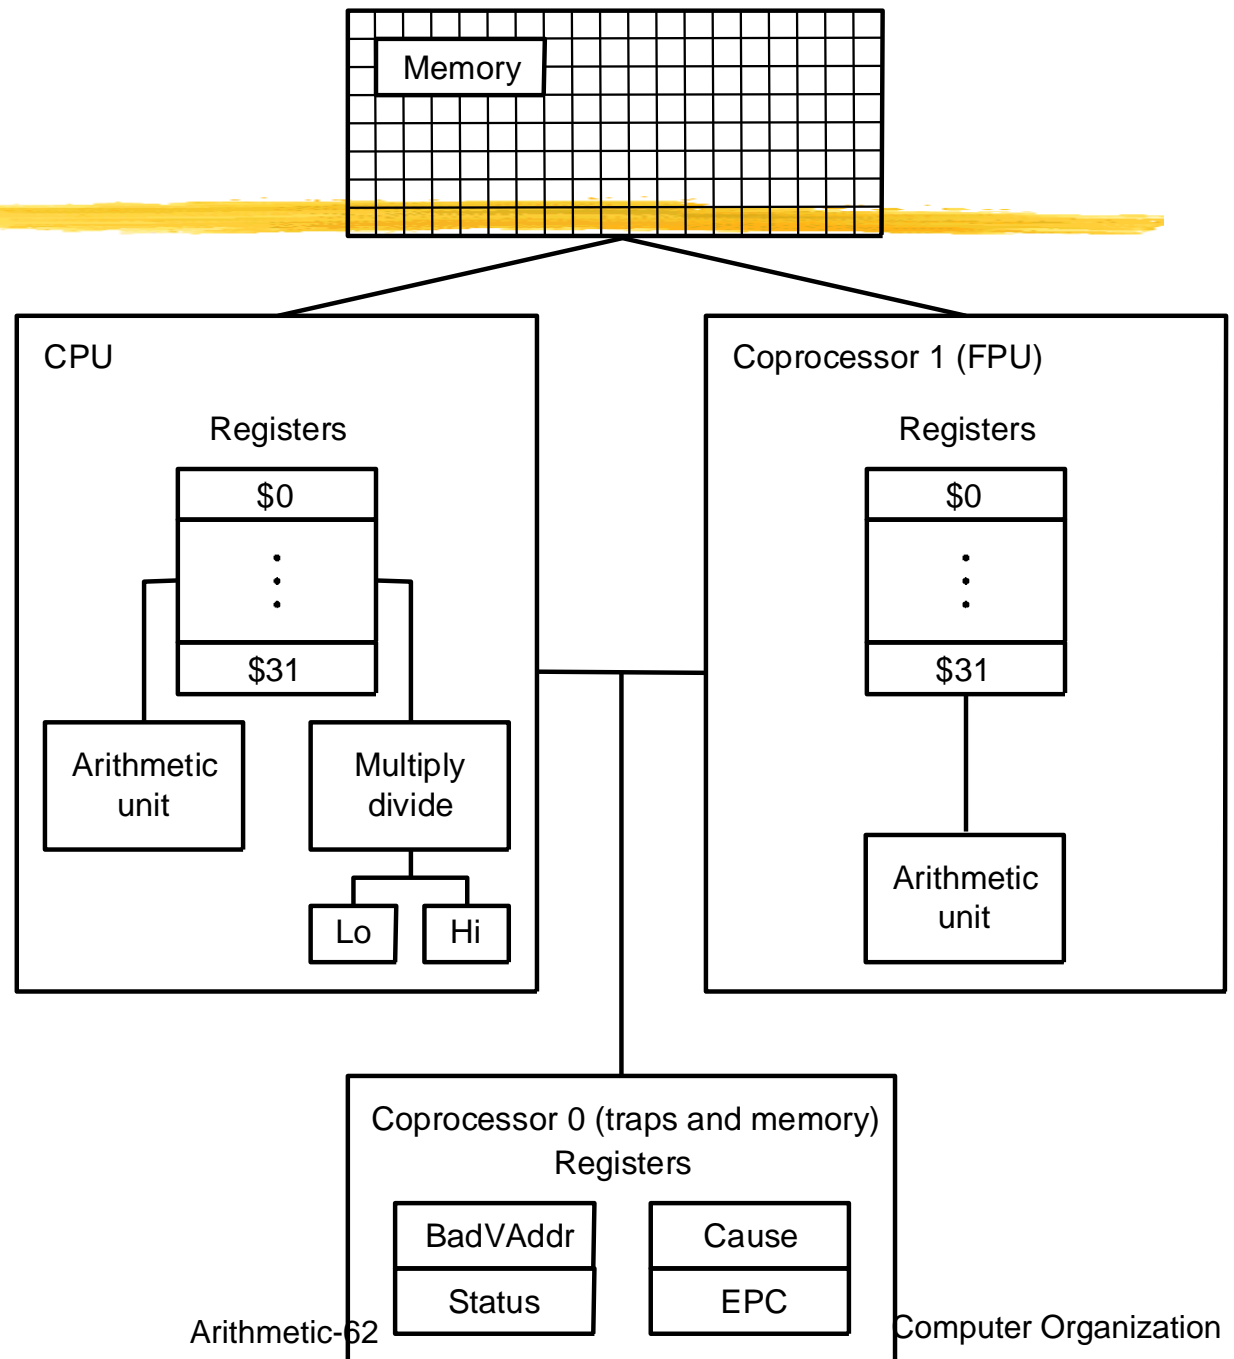 Memory
CPU
Registers
$0
$31
Arithmetic
unit
Multiply
divide
Lo
Hi
Coprocessor 1 (FPU)
Registers
$0
$31
Arithmetic
unit
Coprocessor 0 (traps and memory)
Registers
BadVAddr
Cause
Status
EPC
Arithmetic-62
Computer Organization